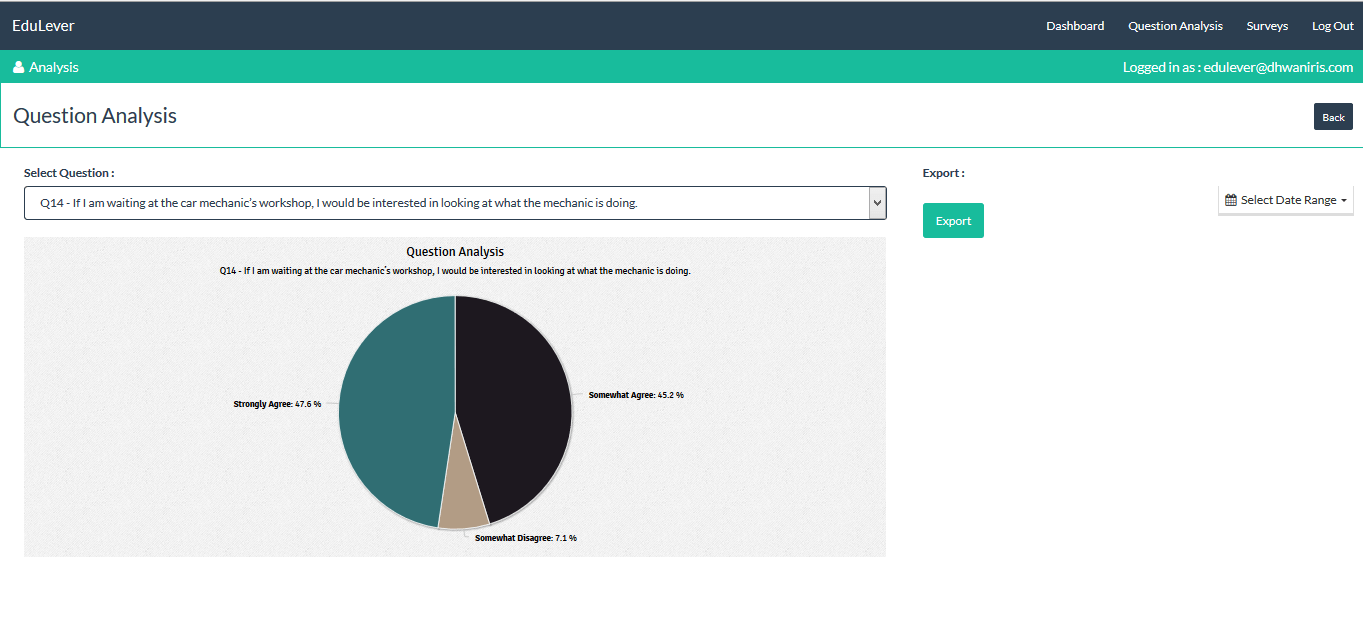 EduLever
Dashboard Question Analysis Surveys Log Out
Analysis
Logged in as : edulever@dhwaniris.com
Question Analysis
Back
Select Question :
Export :
Q14 - If I am waiting at the car mechanic's workshop, I would be interested in looking at what the mechanic is doing.
Select Date Range
Export
Question Analysis
Q14 - If I am waiting at the car mechanic's workshop, I would be interested in looking at what the mechanic is doing.
Somewhat Agree: 45.2 %
Strongly Agree: 47.6 %
Somewhat Disagree: 7.1 %